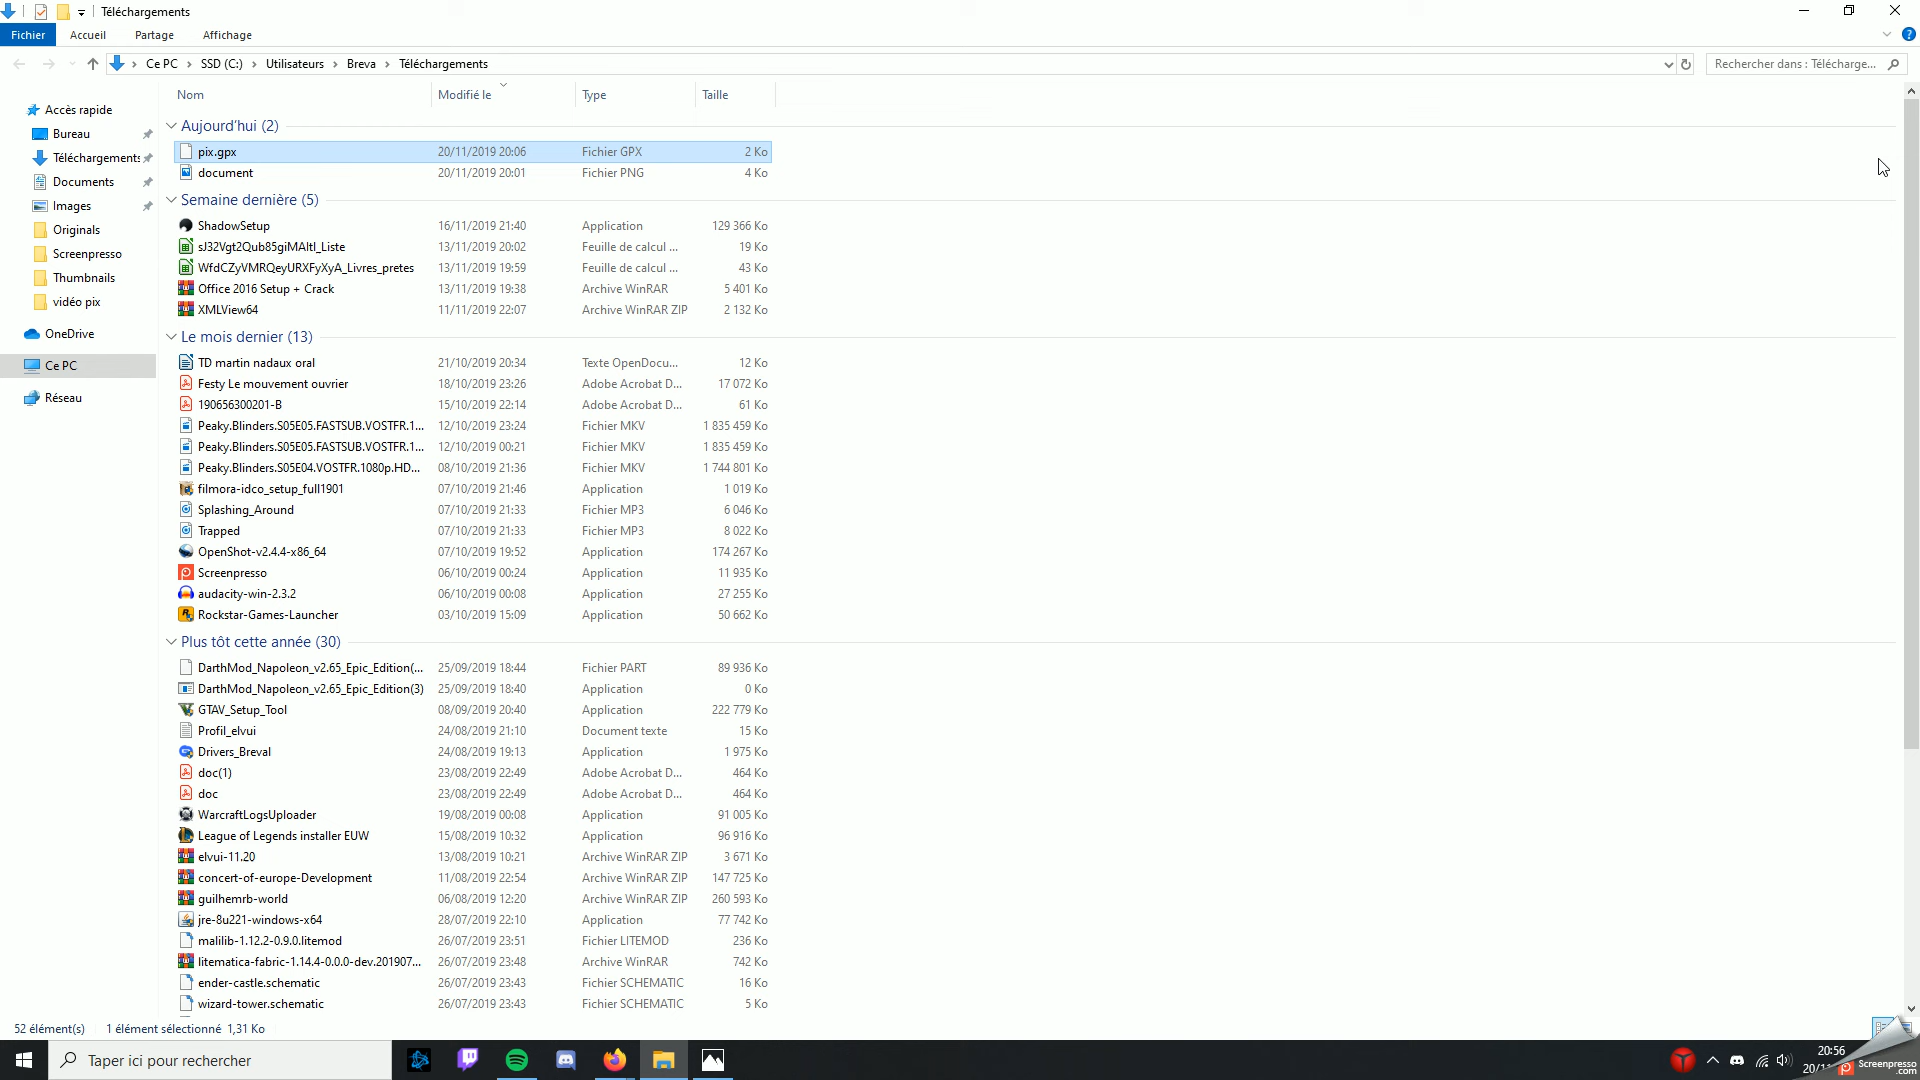 Téléchargements
Fichier Accueil Partage Affichage
Ce PC > SSD (C:) > Utilisateurs > Breva > Téléchargements
Rechercher dans : Télécharge...
Nom Modifié le Type Taille
Accès rapide
Bureau
Téléchargements
Documents
Images
Originals
Screenpresso
Thumbnails
vidéo pix
OneDrive
Ce PC
Réseau
Aujourd'hui (2)
pix.gpx 20/11/2019 20:06 Fichier GPX 2 Ko
document 20/11/2019 20:01 Fichier PNG 4 Ko
Semaine dernière (5)
ShadowSetup 16/11/2019 21:40 Application 129 366 Ko
sJ32Vgt2Qub85giMAltl_Liste 13/11/2019 20:02 Feuille de calcul ... 19 Ko
WfdCZyVMRQeyURXFyXyA_Livres_pretes 13/11/2019 19:59 Feuille de calcul ... 43 Ko
Office 2016 Setup + Crack 13/11/2019 19:38 Archive WinRAR 5 401 Ko
XMLView64 11/11/2019 22:07 Archive WinRAR ZIP 2 132 Ko
Le mois dernier (13)
TD martin nadaux oral 21/10/2019 20:34 Texte OpenDocu... 12 Ko
Festy Le mouvement ouvrier 18/10/2019 23:26 Adobe Acrobat D... 17 072 Ko
190656300201-B 15/10/2019 22:14 Adobe Acrobat D... 61 Ko
Peaky.Blinders.S05E05.FASTSUB.VOSTFR.1... 12/10/2019 23:24 Fichier MKV 1 835 459 Ko
Peaky.Blinders.S05E05.FASTSUB.VOSTFR.1... 12/10/2019 00:21 Fichier MKV 1 835 459 Ko
Peaky.Blinders.S05E04.VOSTFR.1080p.HD... 08/10/2019 21:36 Fichier MKV 1 744 801 Ko
filmora-idco_setup_full1901 07/10/2019 21:46 Application 1 019 Ko
Splashing_Around 07/10/2019 21:33 Fichier MP3 6 046 Ko
Trapped 07/10/2019 21:33 Fichier MP3 8 022 Ko
OpenShot-v2.4.4-x86_64 07/10/2019 19:52 Application 174 267 Ko
Screenpresso 06/10/2019 00:24 Application 11 935 Ko
audacity-win-2.3.2 06/10/2019 00:08 Application 27 255 Ko
Rockstar-Games-Launcher 03/10/2019 15:09 Application 50 662 Ko
Plus tôt cette année (30)
DarthMod_Napoleon_v2.65_Epic_Edition(... 25/09/2019 18:44 Fichier PART 89 936 Ko
DarthMod_Napoleon_v2.65_Epic_Edition(3) 25/09/2019 18:40 Application 0 Ko
GTAV_Setup_Tool 08/09/2019 20:40 Application 222 779 Ko
Profil_elvui 24/08/2019 21:10 Document texte 15 Ko
Drivers_Breval 24/08/2019 19:13 Application 1 975 Ko
doc(1) 23/08/2019 22:49 Adobe Acrobat D... 464 Ko
doc 23/08/2019 22:49 Adobe Acrobat D... 464 Ko
WarcraftLogsUploader 19/08/2019 00:08 Application 91 005 Ko
League of Legends installer EUW 15/08/2019 10:32 Application 96 916 Ko
elvui-11.20 13/08/2019 10:21 Archive WinRAR ZIP 3 671 Ko
concert-of-europe-Development 11/08/2019 22:54 Archive WinRAR ZIP 147 725 Ko
guilhemrb-world 06/08/2019 12:20 Archive WinRAR ZIP 260 593 Ko
jre-8u221-windows-x64 28/07/2019 22:10 Application 77 742 Ko
malilib-1.12.2-0.9.0.litemod 26/07/2019 23:51 Fichier LITEMOD 236 Ko
litematica-fabric-1.14.4-0.0.0-dev.201907... 26/07/2019 23:48 Archive WinRAR 742 Ko
ender-castle.schematic 26/07/2019 23:43 Fichier SCHEMATIC 16 Ko
wizard-tower.schematic 26/07/2019 23:43 Fichier SCHEMATIC 5 Ko
52 élément(s) 1 élément sélectionné 1,31 Ko
Taper ici pour rechercher
20:56
20/11
Screenpresso
.com